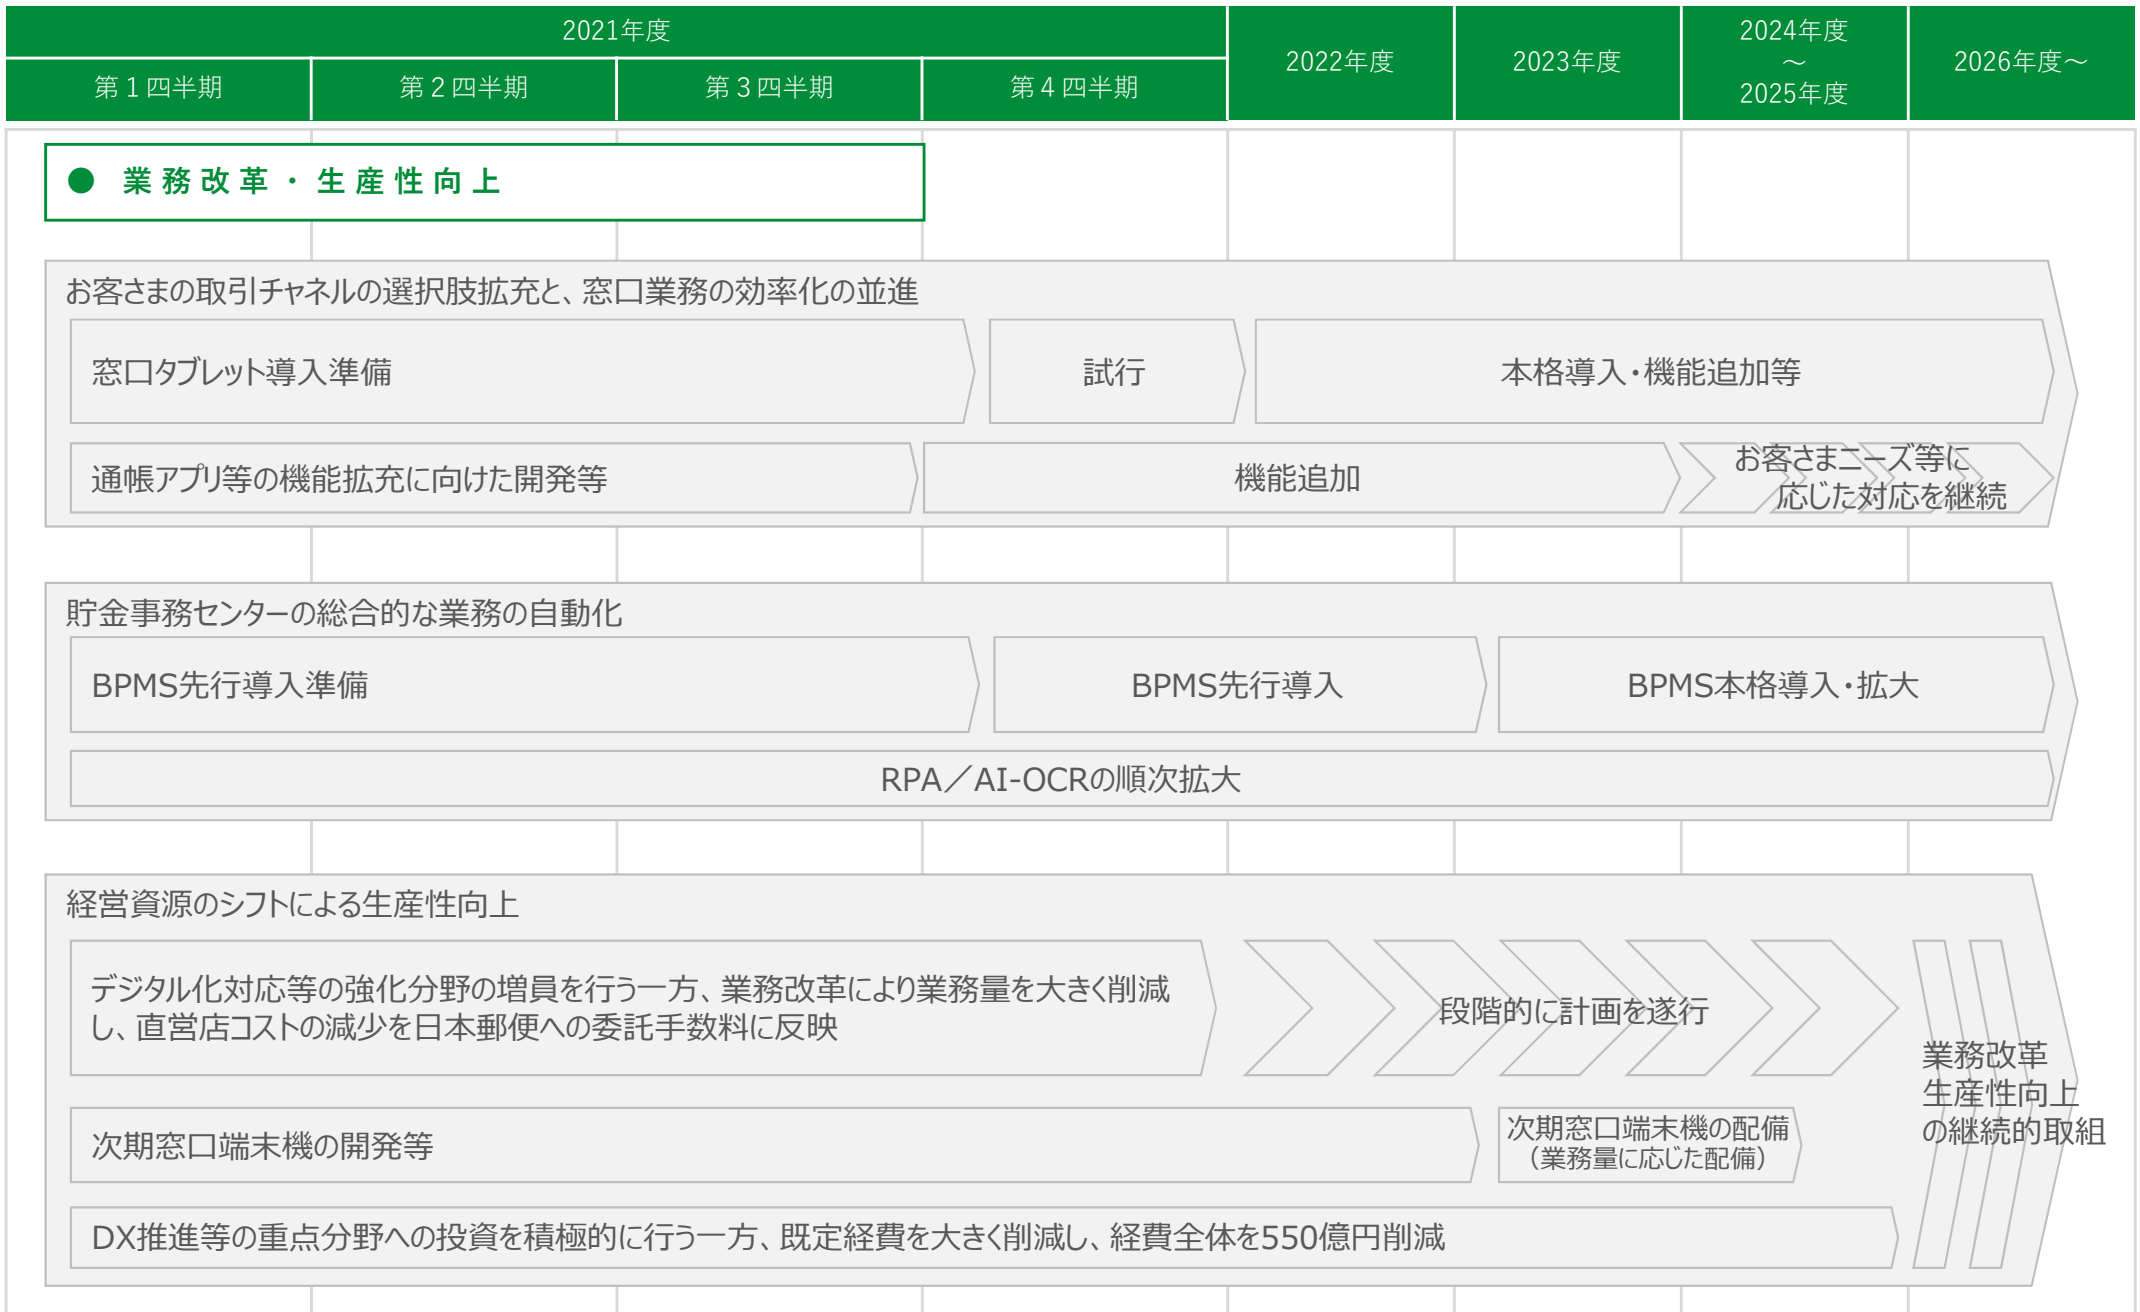 2021年度
2022年度
2023年度
2024年度
～
2025年度
2026年度～
第１四半期
第２四半期
第３四半期
第４四半期
● 業務改革・生産性向上
お客さまの取引チャネルの選択肢拡充と、窓口業務の効率化の並進
窓口タブレット導入準備
試行
本格導入・機能追加等
通帳アプリ等の機能拡充に向けた開発等
機能追加
お客さまニーズ等に
応じた対応を継続
貯金事務センターの総合的な業務の自動化
BPMS先行導入準備
BPMS先行導入
BPMS本格導入・拡大
RPA／AI-OCRの順次拡大
経営資源のシフトによる生産性向上
デジタル化対応等の強化分野の増員を行う一方、業務改革により業務量を大きく削減
し、直営店コストの減少を日本郵便への委託手数料に反映
段階的に計画を遂行
業務改革
生産性向上
の継続的取組
次期窓口端末機の開発等
次期窓口端末機の配備
（業務量に応じた配備）
DX推進等の重点分野への投資を積極的に行う一方、既定経費を大きく削減し、経費全体を550億円削減